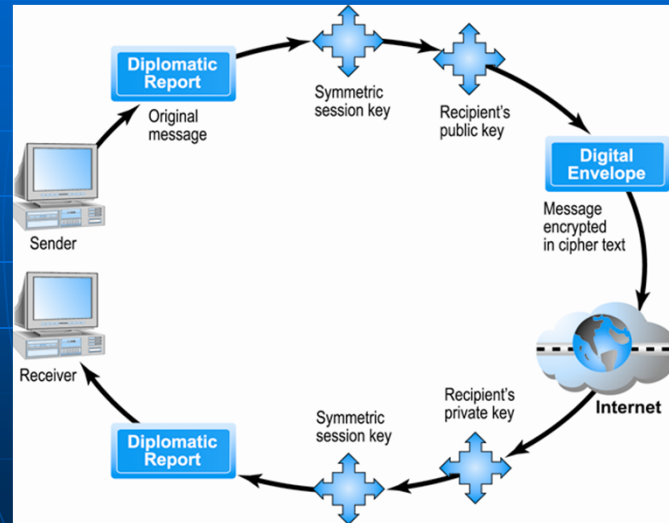 Diplomatic
Report
Original
message
Symmetric
session key
Recipient's
public key
Digital
Envelope
Message
encrypted
in cipher text
Sender
Receiver
Internet
Recipient's
private key
Symmetric
session key
Diplomatic
Report